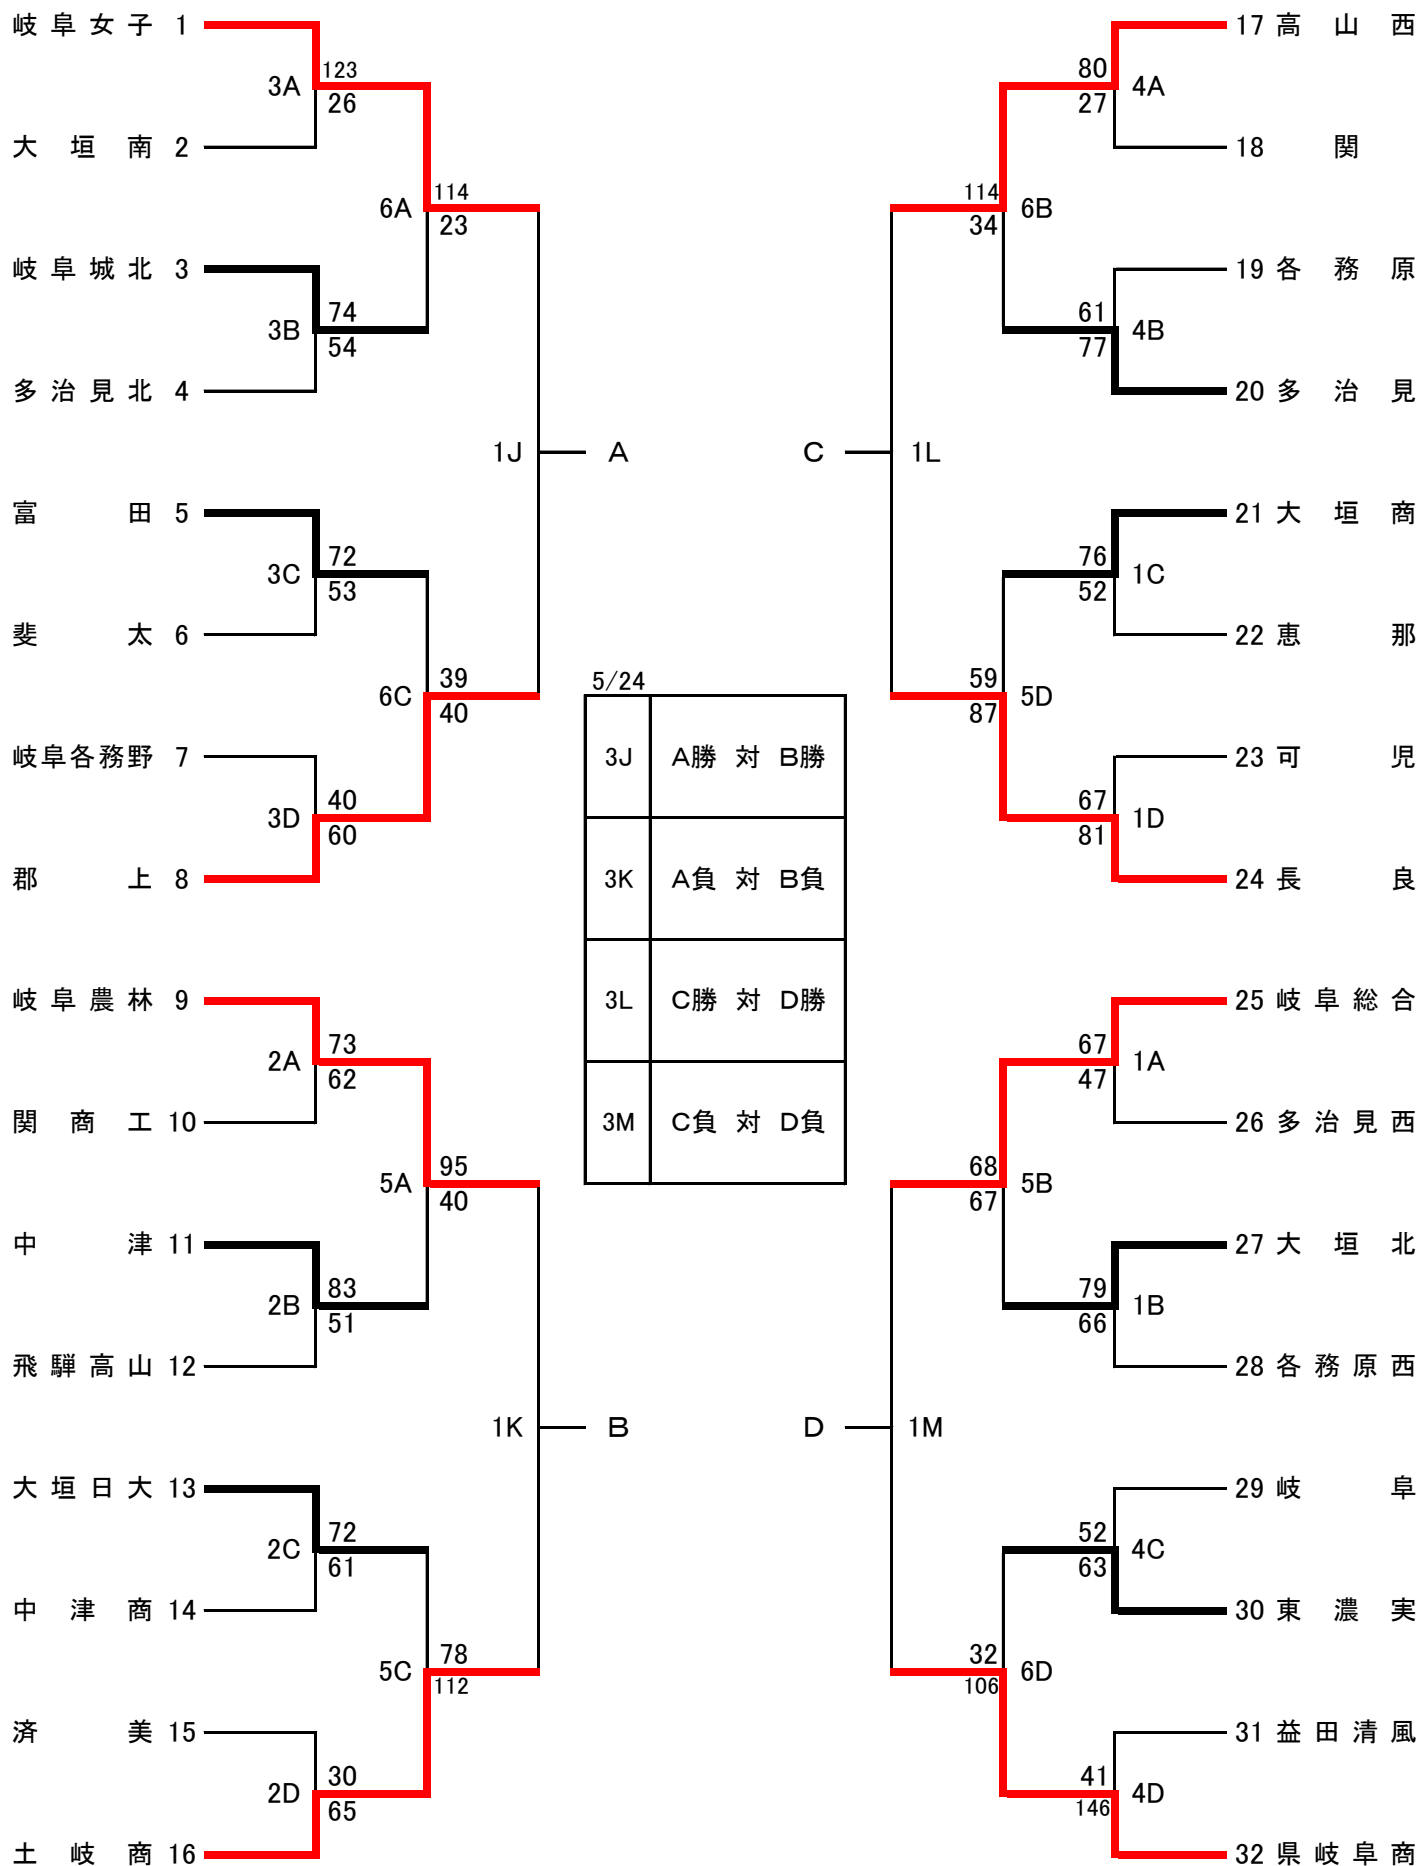 岐阜女子 1
123
3A
26
大垣南 2
114
6A
23
岐阜城北 3
74
3B
54
多治見北 4
1J A
富田 5
72
3C
53
斐太 6
39
6C
40
岐阜各務野 7
40
3D
60
郡上 8
岐阜農林 9
73
2A
62
関商工 10
95
5A
40
中津 11
83
2B
51
飛騨高山 12
1K B
大垣日大 13
72
2C
61
中津商 14
78
5C
112
済美 15
30
2D
65
土岐商 16
5/24
3J A勝 対 B勝
3K A負 対 B負
3L C勝 対 D勝
3M C負 対 D負
17 高山西
80
4A
27
18 関
114
6B
34
19 各務原
61
4B
77
20 多治見
C 1L
21 大垣商
76
1C
52
22 恵那
59
5D
87
23 可児
67
1D
81
24 長良
25 岐阜総合
67
1A
47
26 多治見西
68
5B
67
27 大垣北
79
1B
66
28 各務原西
D 1M
29 岐阜
52
4C
63
30 東濃実
32
6D
106
31 益田清風
41
4D
146
32 県岐阜商